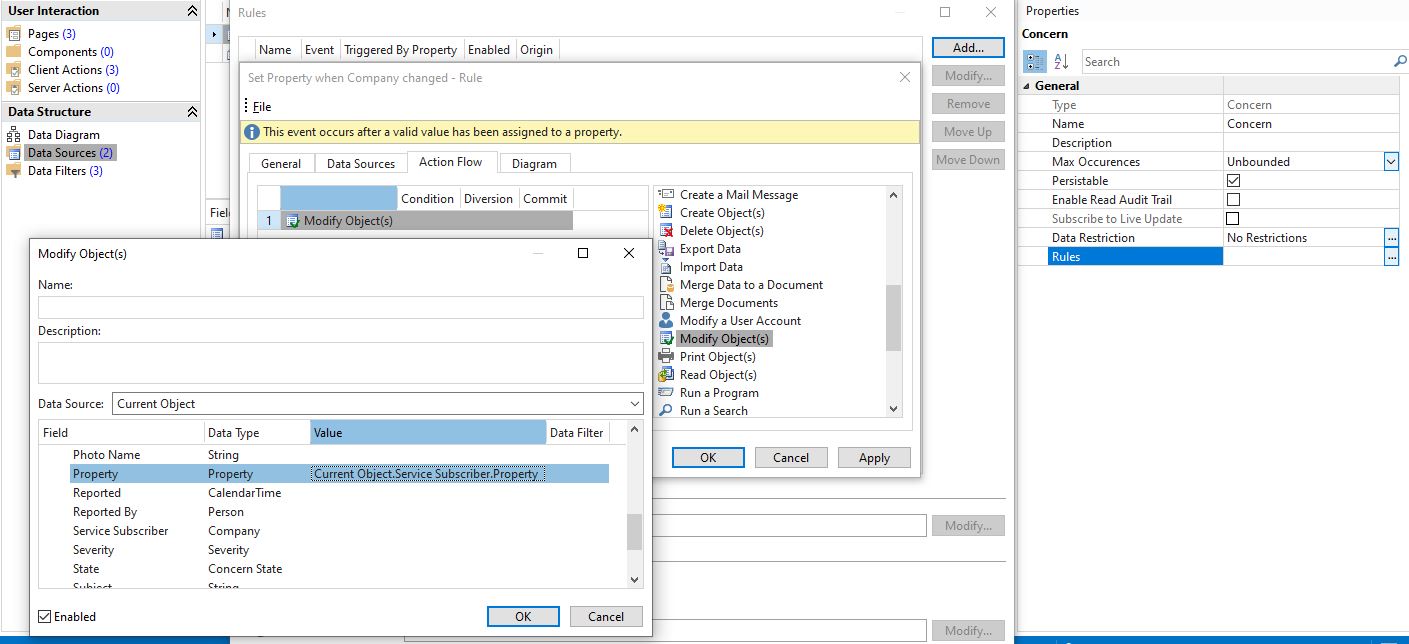 User Interaction
Pages (3)
Components (0)
Client Actions (3)
Server Actions (0)
Data Structure
Data Diagram
Data Sources (2)
Data Filters (3)
Rules
Name Event Triggered By Property Enabled Origin
Add...
Modify...
Remove
Move Up
Move Down
Set Property when Company changed - Rule
File
This event occurs after a valid value has been assigned to a property.
General Data Sources Action Flow Diagram
Condition Diversion Commit
1 Modify Object(s)
Create a Mail Message
Create Object(s)
Delete Object(s)
Export Data
Import Data
Merge Data to a Document
Merge Documents
Modify a User Account
Modify Object(s)
Print Object(s)
Read Object(s)
Run a Program
Run a Search
OK Cancel Apply
Modify...
Modify...
Modify Object(s)
Name:
Description:
Data Source: Current Object
Field Data Type Value Data Filter
Photo Name String
Property Property Current Object.Service Subscriber.Property
Reported CalendarTime
Reported By Person
Service Subscriber Company
Severity Severity
State Concern State
Subject String
Enabled
OK Cancel
Properties
Concern
Search
General
Type Concern
Name Concern
Description
Max Occurences Unbounded
Persistable
Enable Read Audit Trail
Subscribe to Live Update
Data Restriction No Restrictions ...
Rules ...